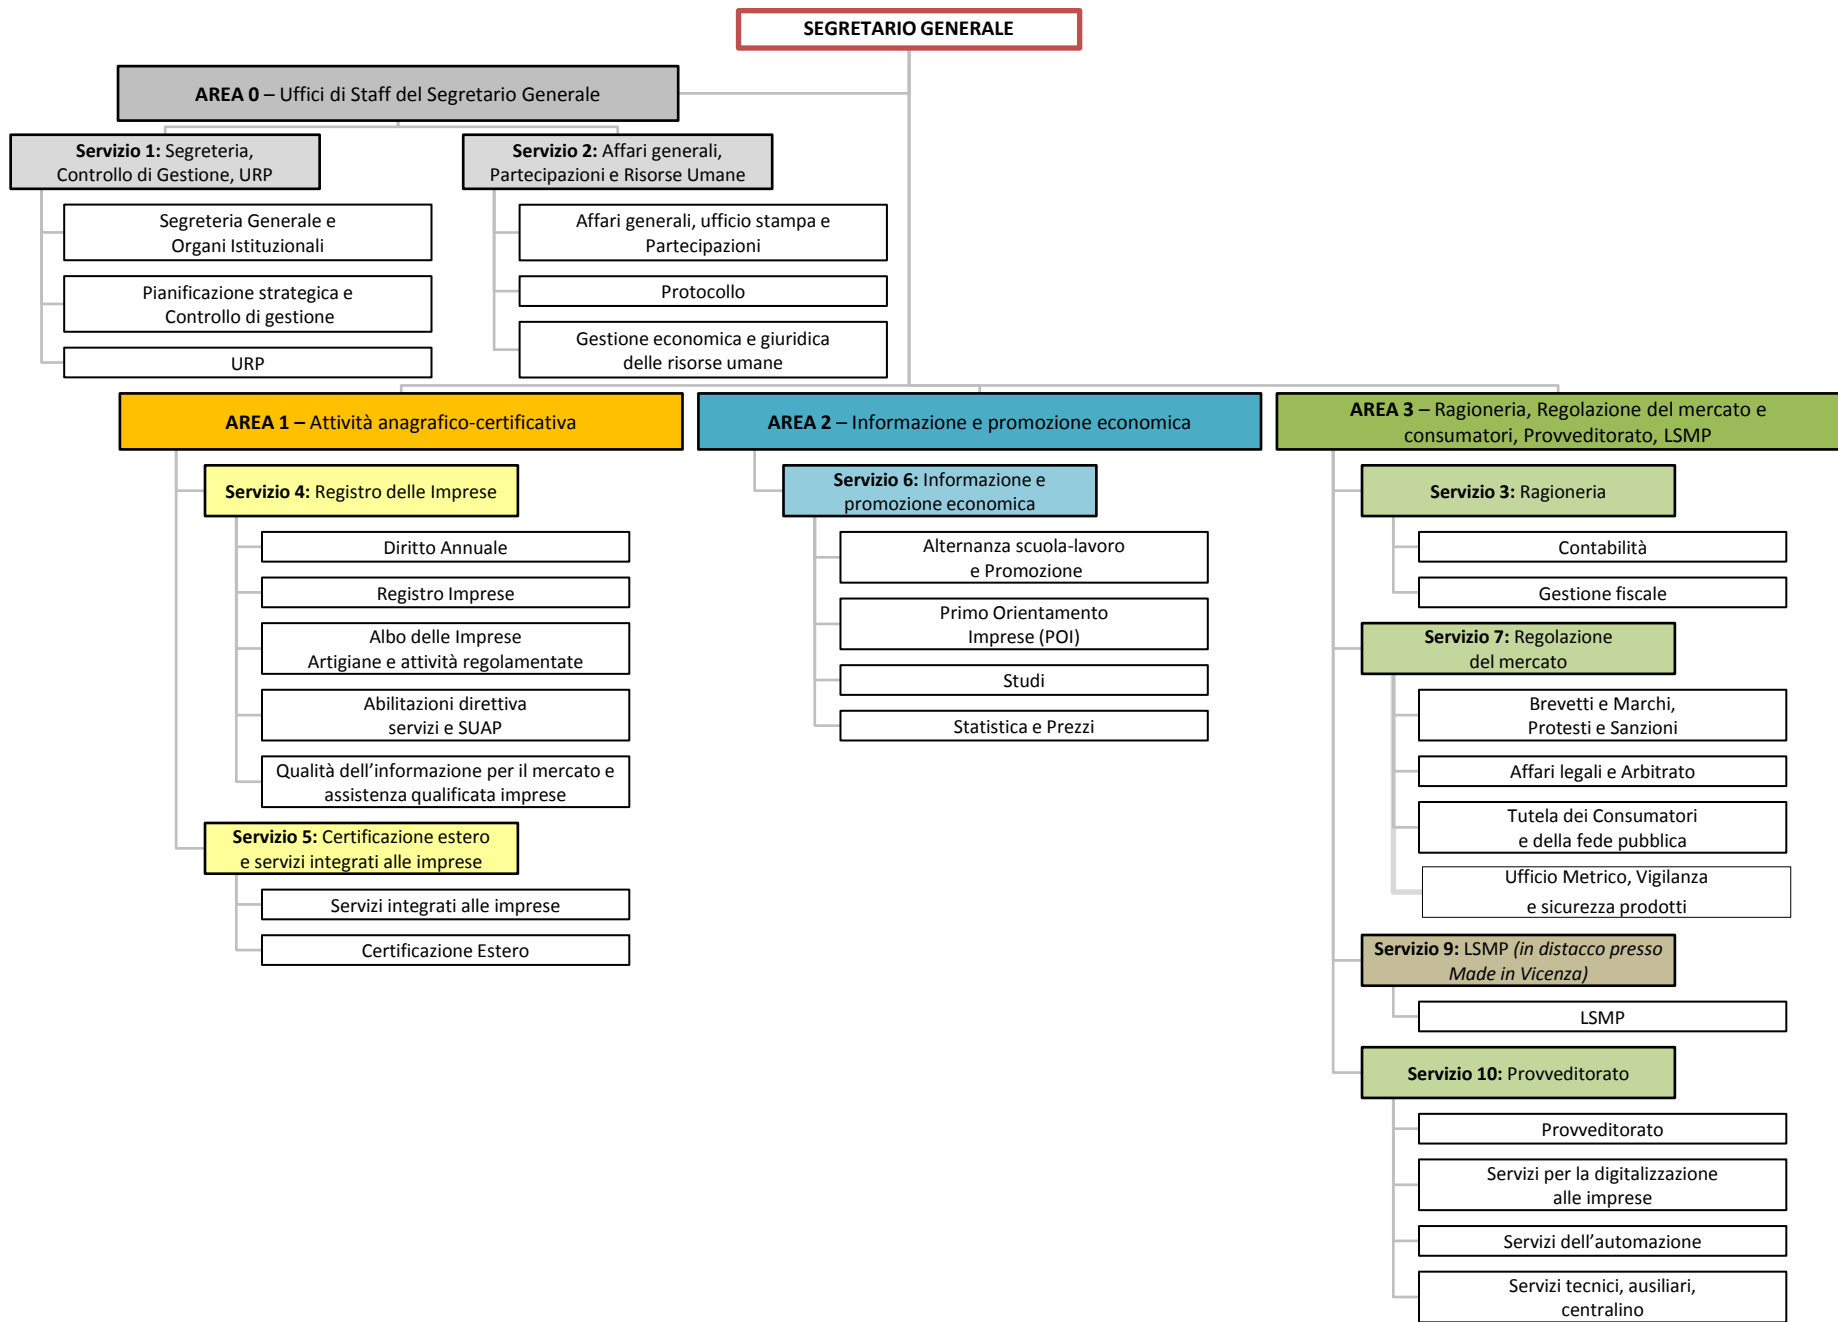 SEGRETARIO GENERALE
AREA 0 – Uffici di Staff del Segretario Generale
Servizio 1: Segreteria,
Controllo di Gestione, URP
Segreteria Generale e
Organi Istituzionali
Pianificazione strategica e
Controllo di gestione
URP
Servizio 2: Affari generali,
Partecipazioni e Risorse Umane
Affari generali, ufficio stampa e
Partecipazioni
Protocollo
Gestione economica e giuridica
delle risorse umane
AREA 1 – Attività anagrafico-certificativa
Servizio 4: Registro delle Imprese
Diritto Annuale
Registro Imprese
Albo delle Imprese
Artigiane e attività regolamentate
Abilitazioni direttiva
servizi e SUAP
Qualità dell’informazione per il mercato e
assistenza qualificata imprese
Servizio 5: Certificazione estero
e servizi integrati alle imprese
Servizi integrati alle imprese
Certificazione Estero
AREA 2 – Informazione e promozione economica
Servizio 6: Informazione e
promozione economica
Alternanza scuola-lavoro
e Promozione
Primo Orientamento
Imprese (POI)
Studi
Statistica e Prezzi
AREA 3 – Ragioneria, Regolazione del mercato e
consumatori, Provveditorato, LSMP
Servizio 3: Ragioneria
Contabilità
Gestione fiscale
Servizio 7: Regolazione
del mercato
Brevetti e Marchi,
Protesti e Sanzioni
Affari legali e Arbitrato
Tutela dei Consumatori
e della fede pubblica
Ufficio Metrico, Vigilanza
e sicurezza prodotti
Servizio 9: LSMP (in distacco presso
Made in Vicenza)
LSMP
Servizio 10: Provveditorato
Provveditorato
Servizi per la digitalizzazione
alle imprese
Servizi dell’automazione
Servizi tecnici, ausiliari,
centralino